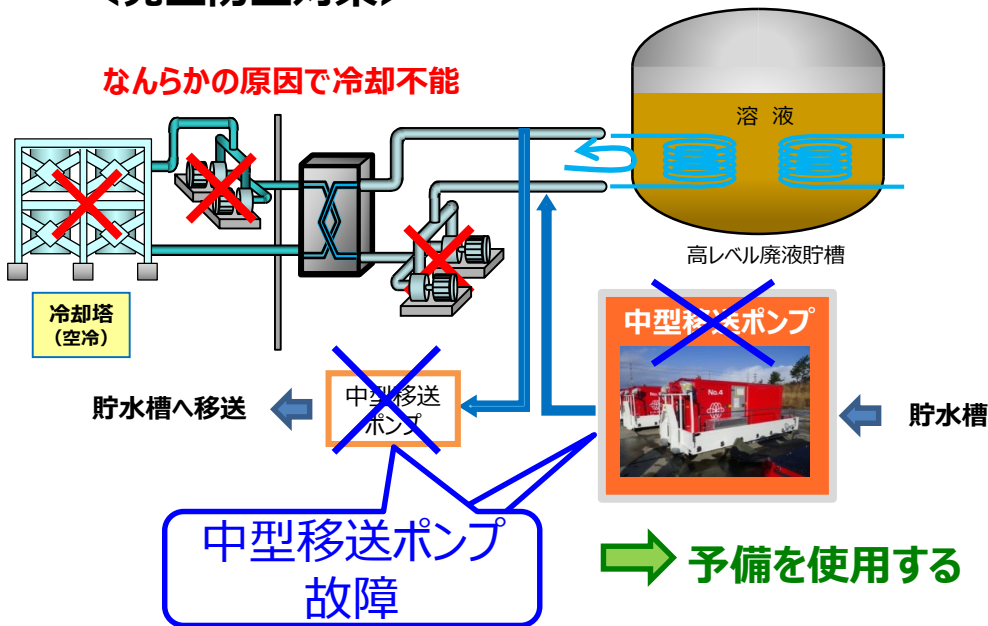 なんらかの原因で冷却不能
溶 液
高レベル廃液貯槽
冷却塔
（空冷）
中型移送ポンプ
No.4
貯水槽へ移送
中型移送
ポンプ
貯水槽
中型移送ポンプ
故障
予備を使用する